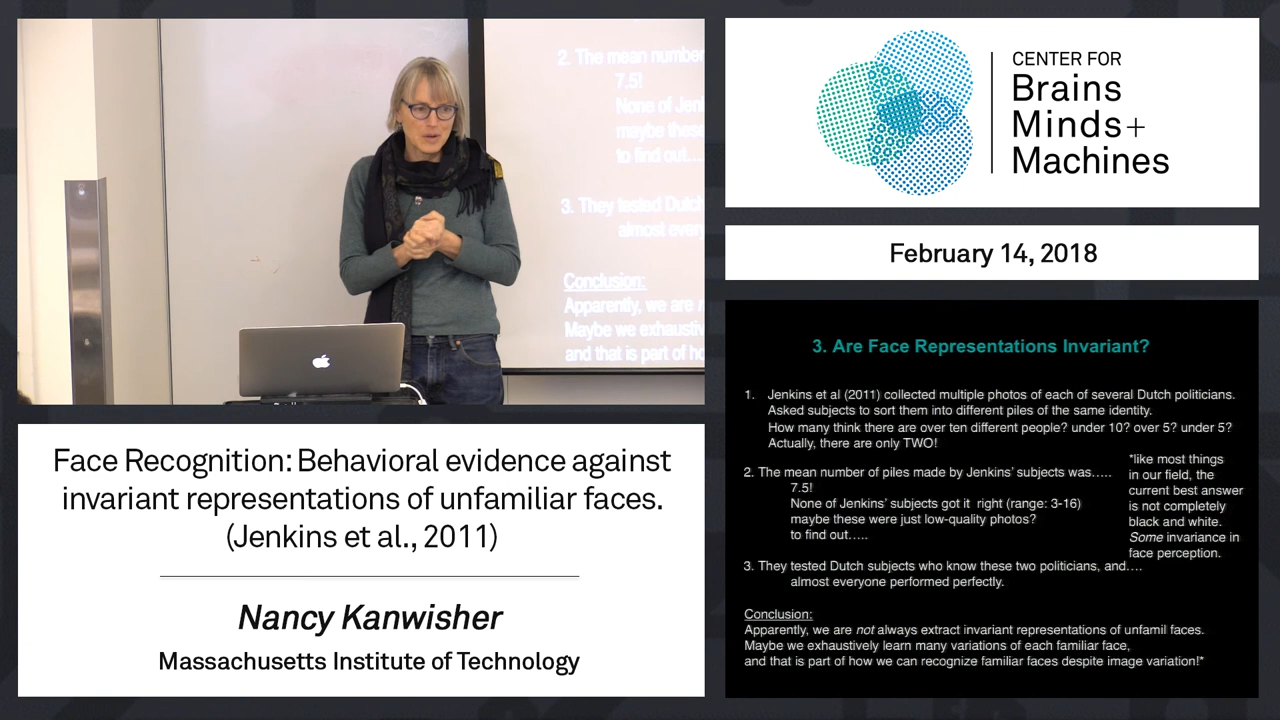 2. The mean number
7.5!
None of Jen
maybe these
to find out....
3. They tested Dutc
almost ever
Conclusion:
Apparently, we are
Maybe we exhaustiv
and that is part of ho
CENTER FOR
Brains
Minds+
Machines
February 14, 2018
Face Recognition: Behavioral evidence against
invariant representations of unfamiliar faces.
(Jenkins et al., 2011)
Nancy Kanwisher
Massachusetts Institute of Technology
3. Are Face Representations Invariant?
1. Jenkins et al (2011) collected multiple photos of each of several Dutch politicians.
Asked subjects to sort them into different piles of the same identity.
How many think there are over ten different people? under 10? over 5? under 5?
Actually, there are only TWO!
2. The mean number of piles made by Jenkins' subjects was.....
7.5!
None of Jenkins' subjects got it right (range: 3-16)
maybe these were just low-quality photos?
to find out…..
*like most things
in our field, the
current best answer
is not completely
black and white.
Some invariance in
face perception.
3. They tested Dutch subjects who know these two politicians, and….
almost everyone performed perfectly.
Conclusion:
Apparently, we are not always extract invariant representations of unfamil faces.
Maybe we exhaustively learn many variations of each familiar face,
and that is part of how we can recognize familiar faces despite image variation!*